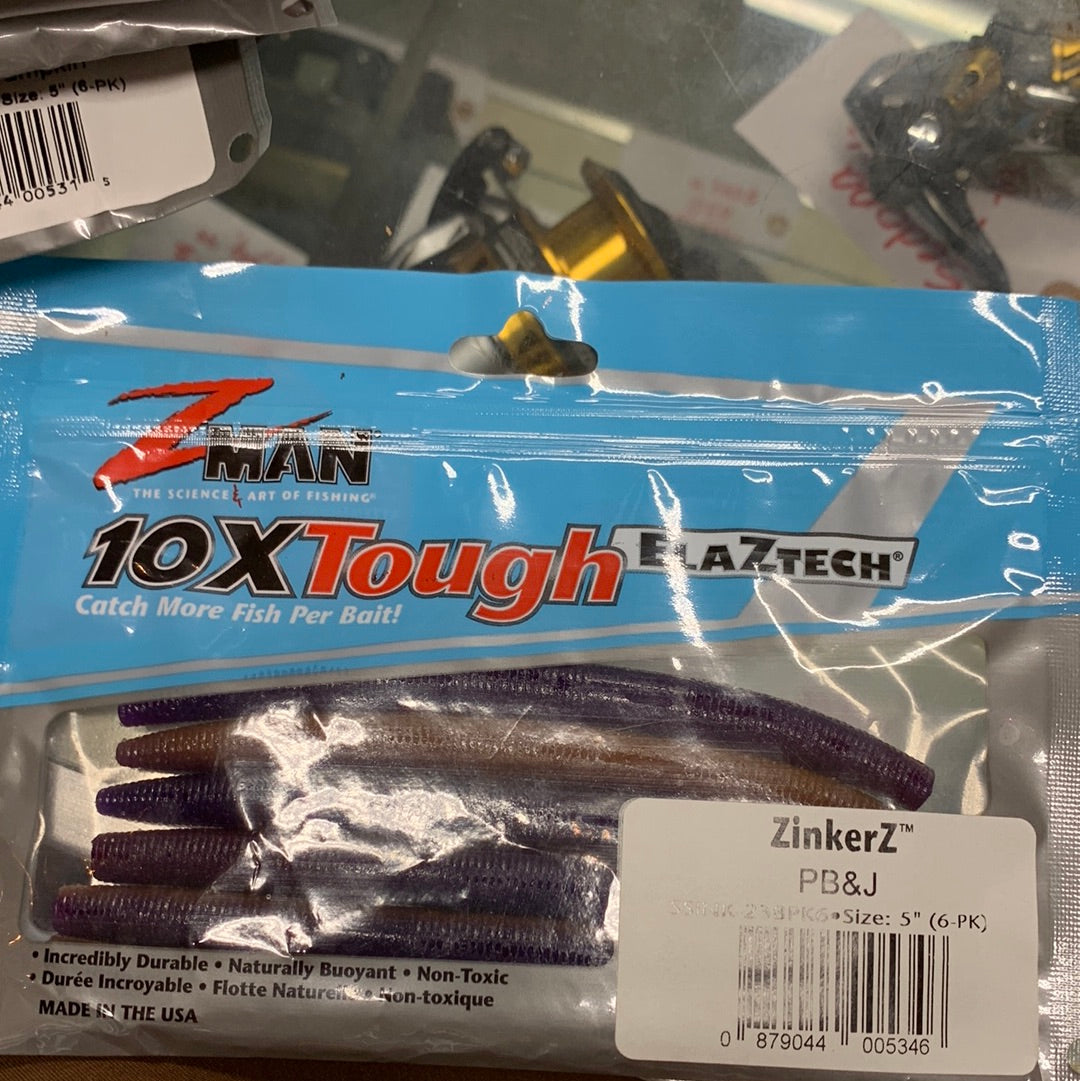 Size: 5" (6-PK)
00531 5
ZMAN
THE SCIENCE & ART OF FISHING®
10X Tough ElaZtech®
Catch More Fish Per Bait!
ZinkerZ™
PB&J
•Size: 5" (6-PK)
• Incredibly Durable • Naturally Buoyant • Non-Toxic
• Durée Incroyable • Flotte • Non-toxique
MADE IN THE USA
0 879044 005346